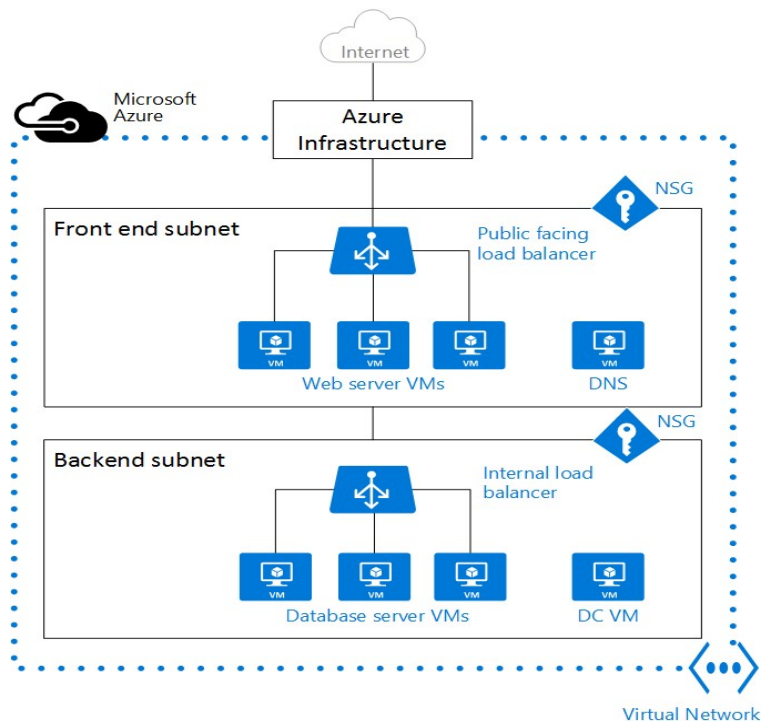 Internet
Microsoft
Azure
Azure
Infrastructure
NSG
Front end subnet
Public facing
load balancer
VM
VM
VM
VM
Web server VMs
DNS
NSG
Backend subnet
Internal load
balancer
VM
VM
VM
VM
Database server VMs
DC VM
Virtual Network